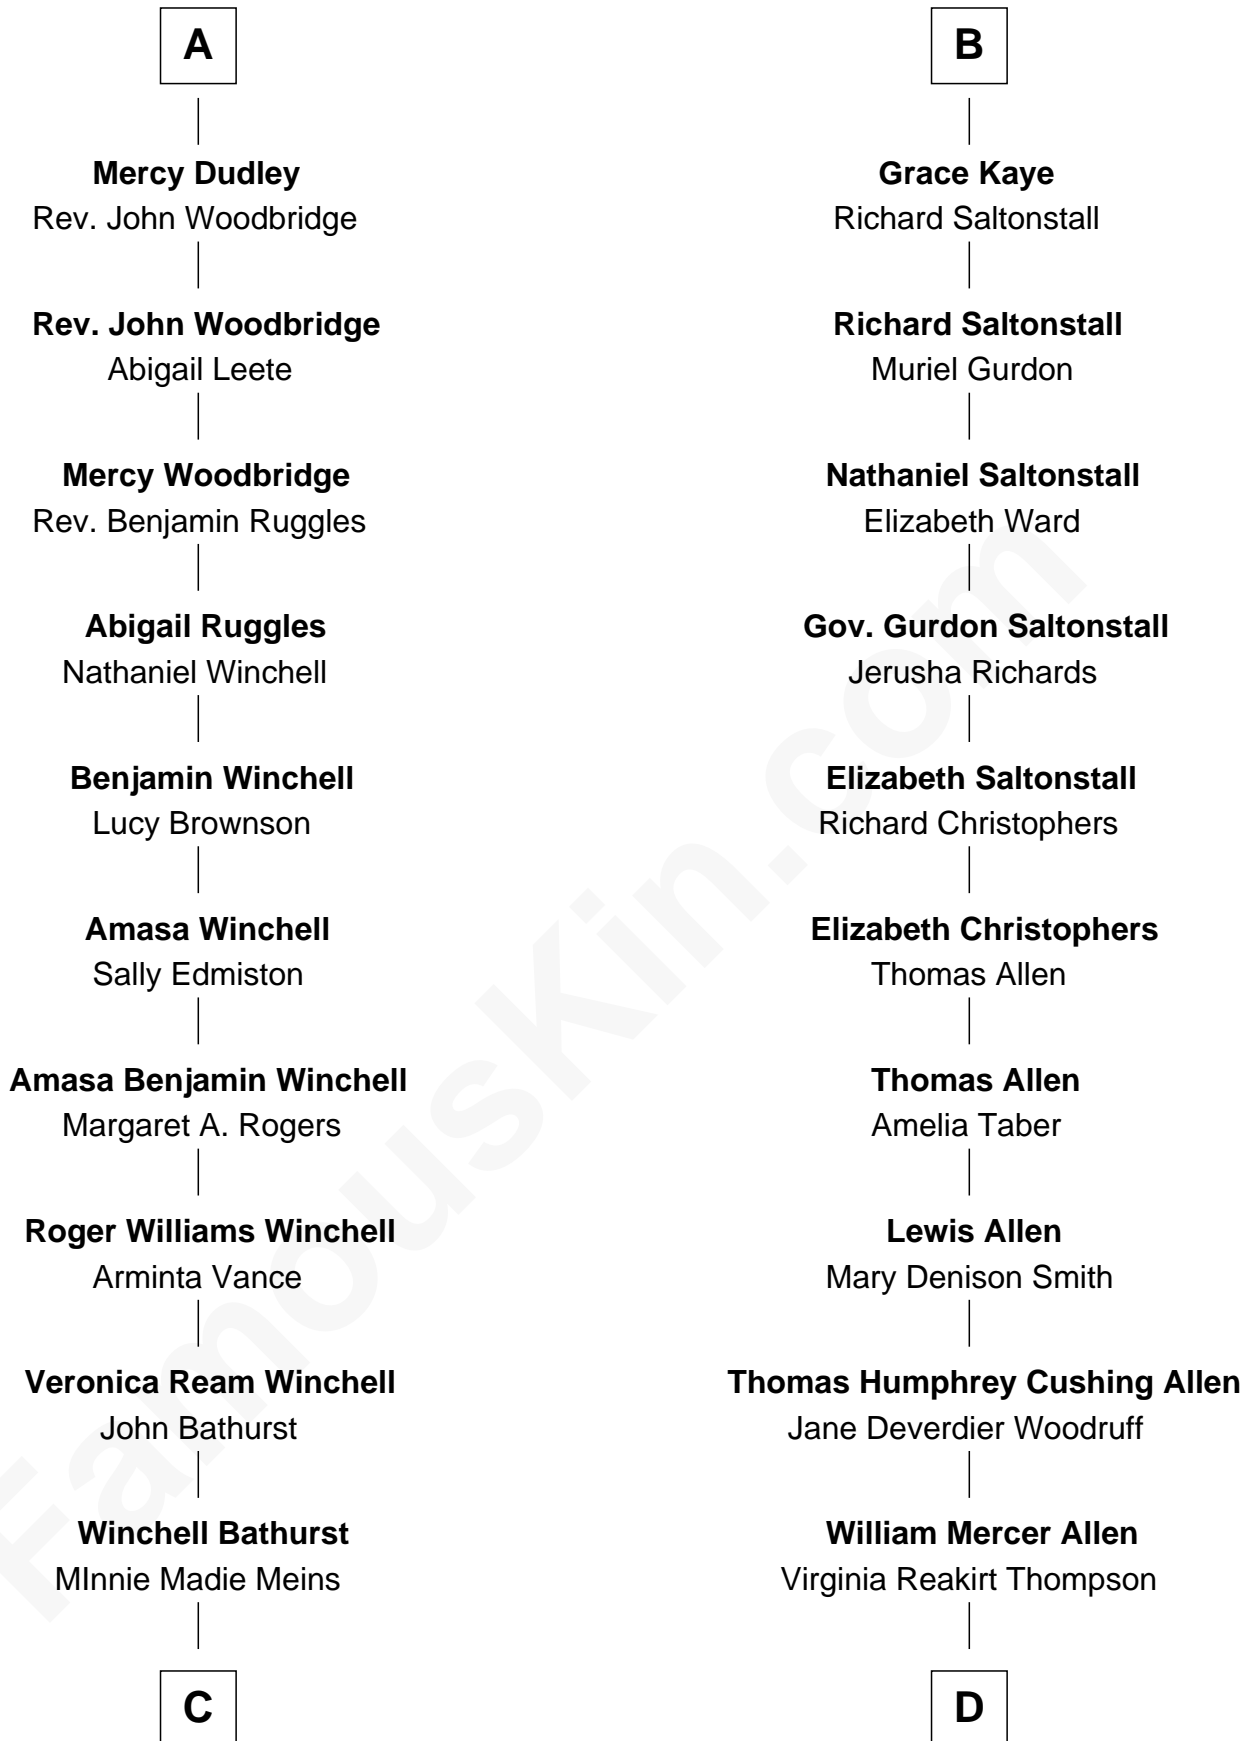 A
Mercy Dudley
Rev. John Woodbridge
Rev. John Woodbridge
Abigail Leete
Mercy Woodbridge
Rev. Benjamin Ruggles
Abigail Ruggles
Nathaniel Winchell
Benjamin Winchell
Lucy Brownson
Amasa Winchell
Sally Edmiston
Amasa Benjamin Winchell
Margaret A. Rogers
Roger Williams Winchell
Arminta Vance
Veronica Ream Winchell
John Bathurst
Winchell Bathurst
MInnie Madie Meins
C
B
Grace Kaye
Richard Saltonstall
Richard Saltonstall
Muriel Gurdon
Nathaniel Saltonstall
Elizabeth Ward
Gov. Gurdon Saltonstall
Jerusha Richards
Elizabeth Saltonstall
Richard Christophers
Elizabeth Christophers
Thomas Allen
Thomas Allen
Amelia Taber
Lewis Allen
Mary Denison Smith
Thomas Humphrey Cushing Allen
Jane Deverdier Woodruff
William Mercer Allen
Virginia Reakirt Thompson
D
FamousKin.com